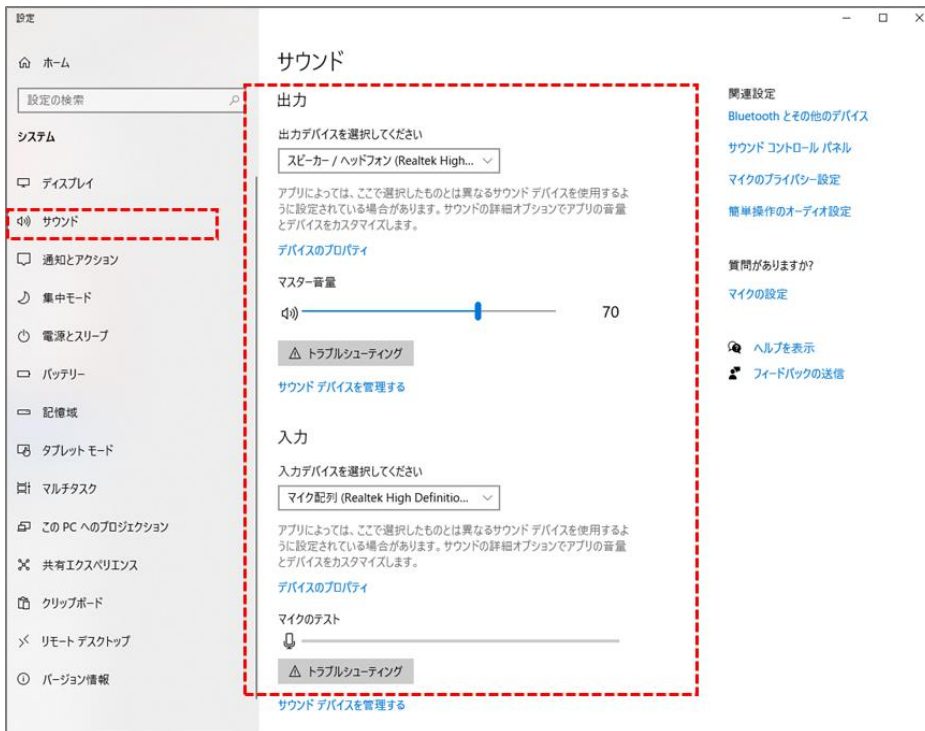 設定
ホーム
設定の検索
システム
ディスプレイ
サウンド
通知とアクション
集中モード
電源とスリープ
バッテリー
記憶域
タブレット モード
マルチタスク
この PC へのプロジェクション
共有エクスペリエンス
クリップボード
リモート デスクトップ
バージョン情報
サウンド
出力
出力デバイスを選択してください
スピーカー / ヘッドフォン (Realtek High...
アプリによっては、ここで選択したものとは異なるサウンド デバイスを使用するよ
うに設定されている場合があります。サウンドの詳細オプションでアプリの音量
とデバイスをカスタマイズします。
デバイスのプロパティ
マスター音量
70
トラブルシューティング
サウンド デバイスを管理する
入力
入力デバイスを選択してください
マイク配列 (Realtek High Definitio...
アプリによっては、ここで選択したものとは異なるサウンド デバイスを使用するよ
うに設定されている場合があります。サウンドの詳細オプションでアプリの音量
とデバイスをカスタマイズします。
デバイスのプロパティ
マイクのテスト
トラブルシューティング
サウンド デバイスを管理する
関連設定
Bluetooth とその他のデバイス
サウンド コントロール パネル
マイクのプライバシー設定
簡単操作のオーディオ設定
質問がありますか?
マイクの設定
ヘルプを表示
フィードバックの送信